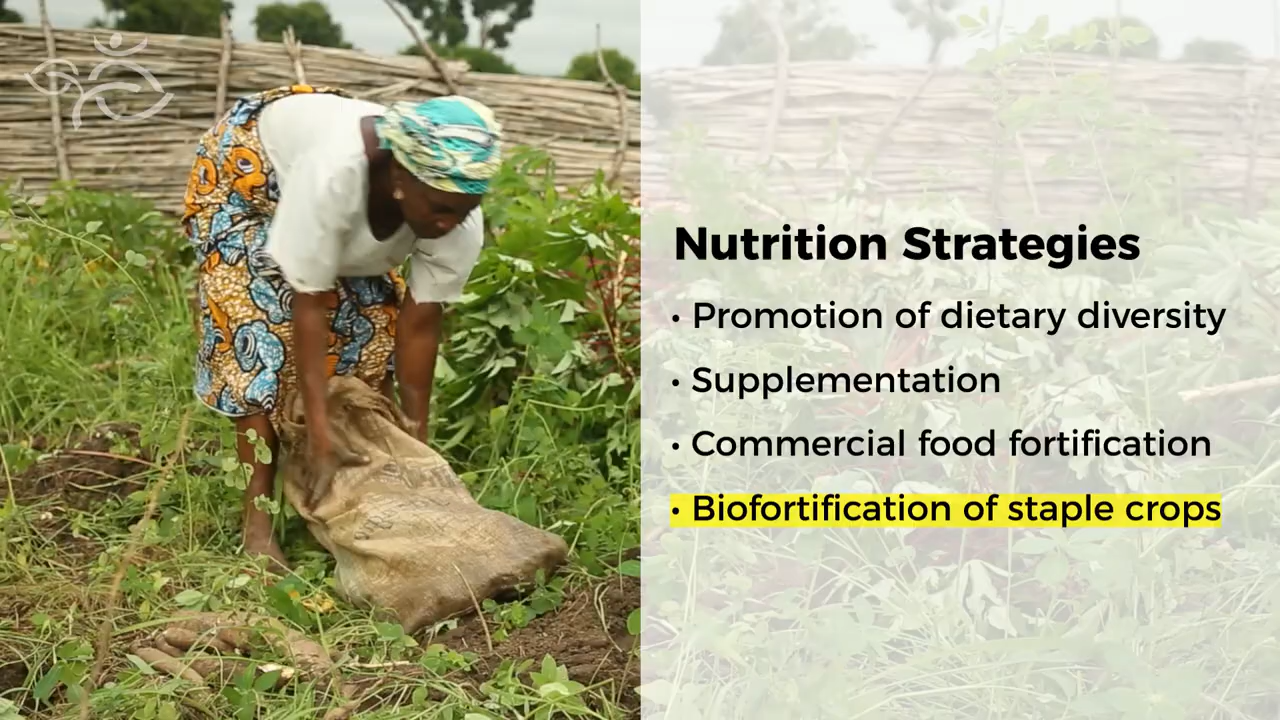 Nutrition Strategies
• Promotion of dietary diversity
• Supplementation
• Commercial food fortification
• Biofortification of staple crops